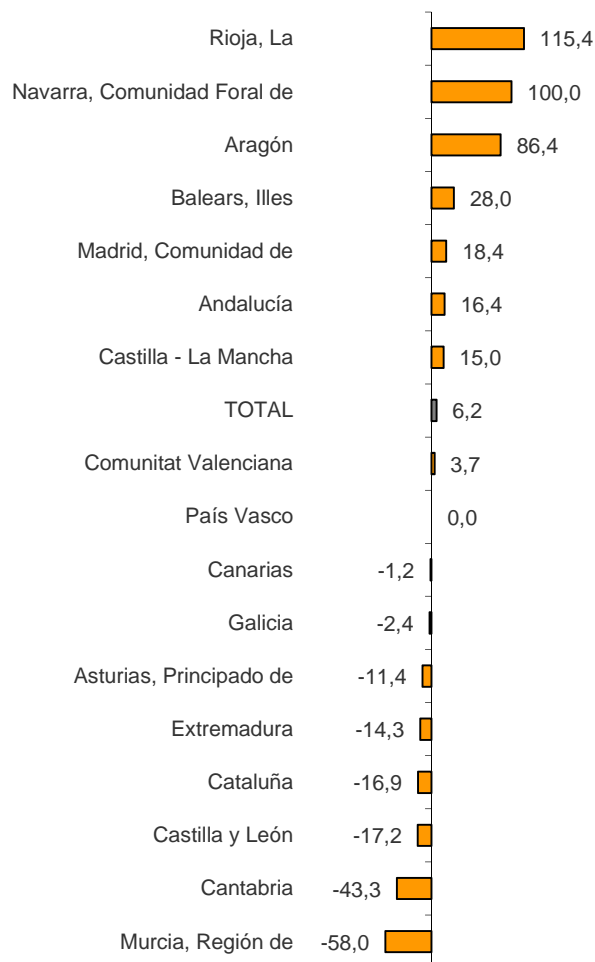 Rioja, La 115,4
Navarra, Comunidad Foral de 100,0
Aragón 86,4
Balears, Illes 28,0
Madrid, Comunidad de 18,4
Andalucía 16,4
Castilla - La Mancha 15,0
TOTAL 6,2
Comunitat Valenciana 3,7
País Vasco 0,0
Canarias -1,2
Galicia -2,4
Asturias, Principado de -11,4
Extremadura -14,3
Cataluña -16,9
Castilla y León -17,2
Cantabria -43,3
Murcia, Región de -58,0